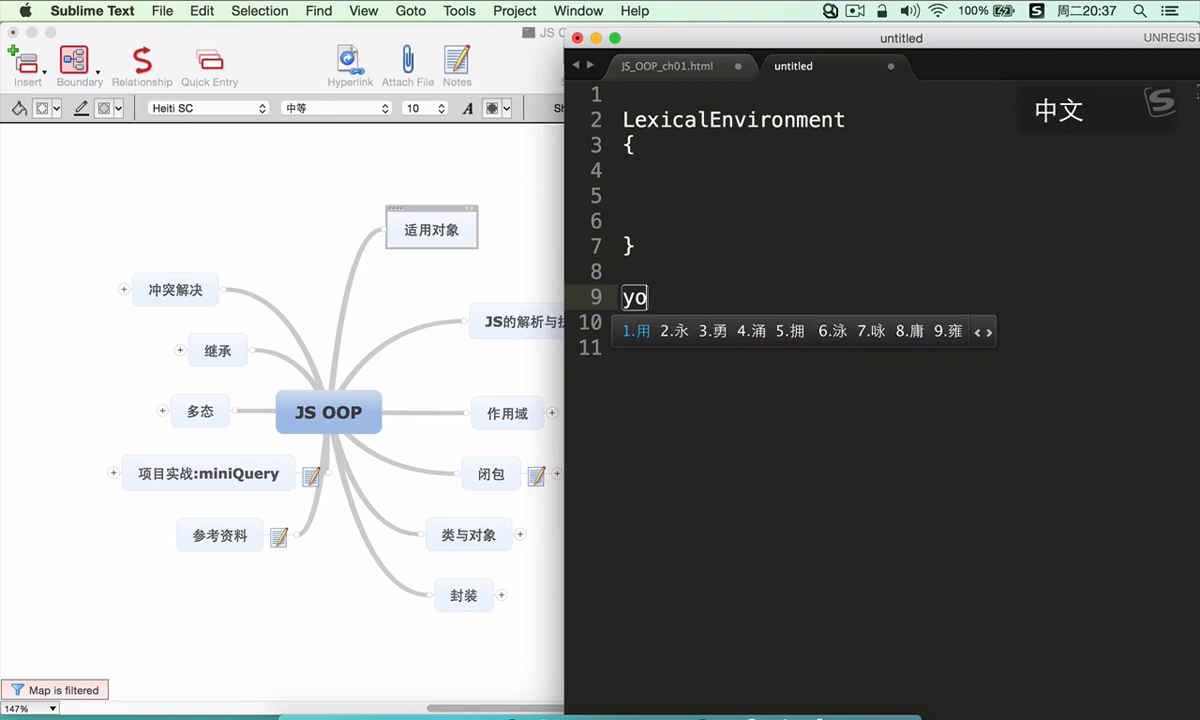 Sublime Text File Edit Selection Find View Goto Tools Project Window Help 100% 周二20:37
JS O
Insert Boundary Relationship Quick Entry Hyperlink Attach File Notes
Heiti SC 中等 10 A Sh
适用对象
冲突解决
JS的解析与执
继承
多态
JS OOP
作用域
项目实战:miniQuery
闭包
参考资料
类与对象
封装
Map is filtered
147%
untitled UNREGIST
JS_OOP_ch01.html untitled
中文
1
2 LexicalEnvironment
3 {
4
5
6
7 }
8
9 yo
10 1.用 2.永 3.勇 4.涌 5.拥 6.泳 7.咏 8.庸 9.雍
11